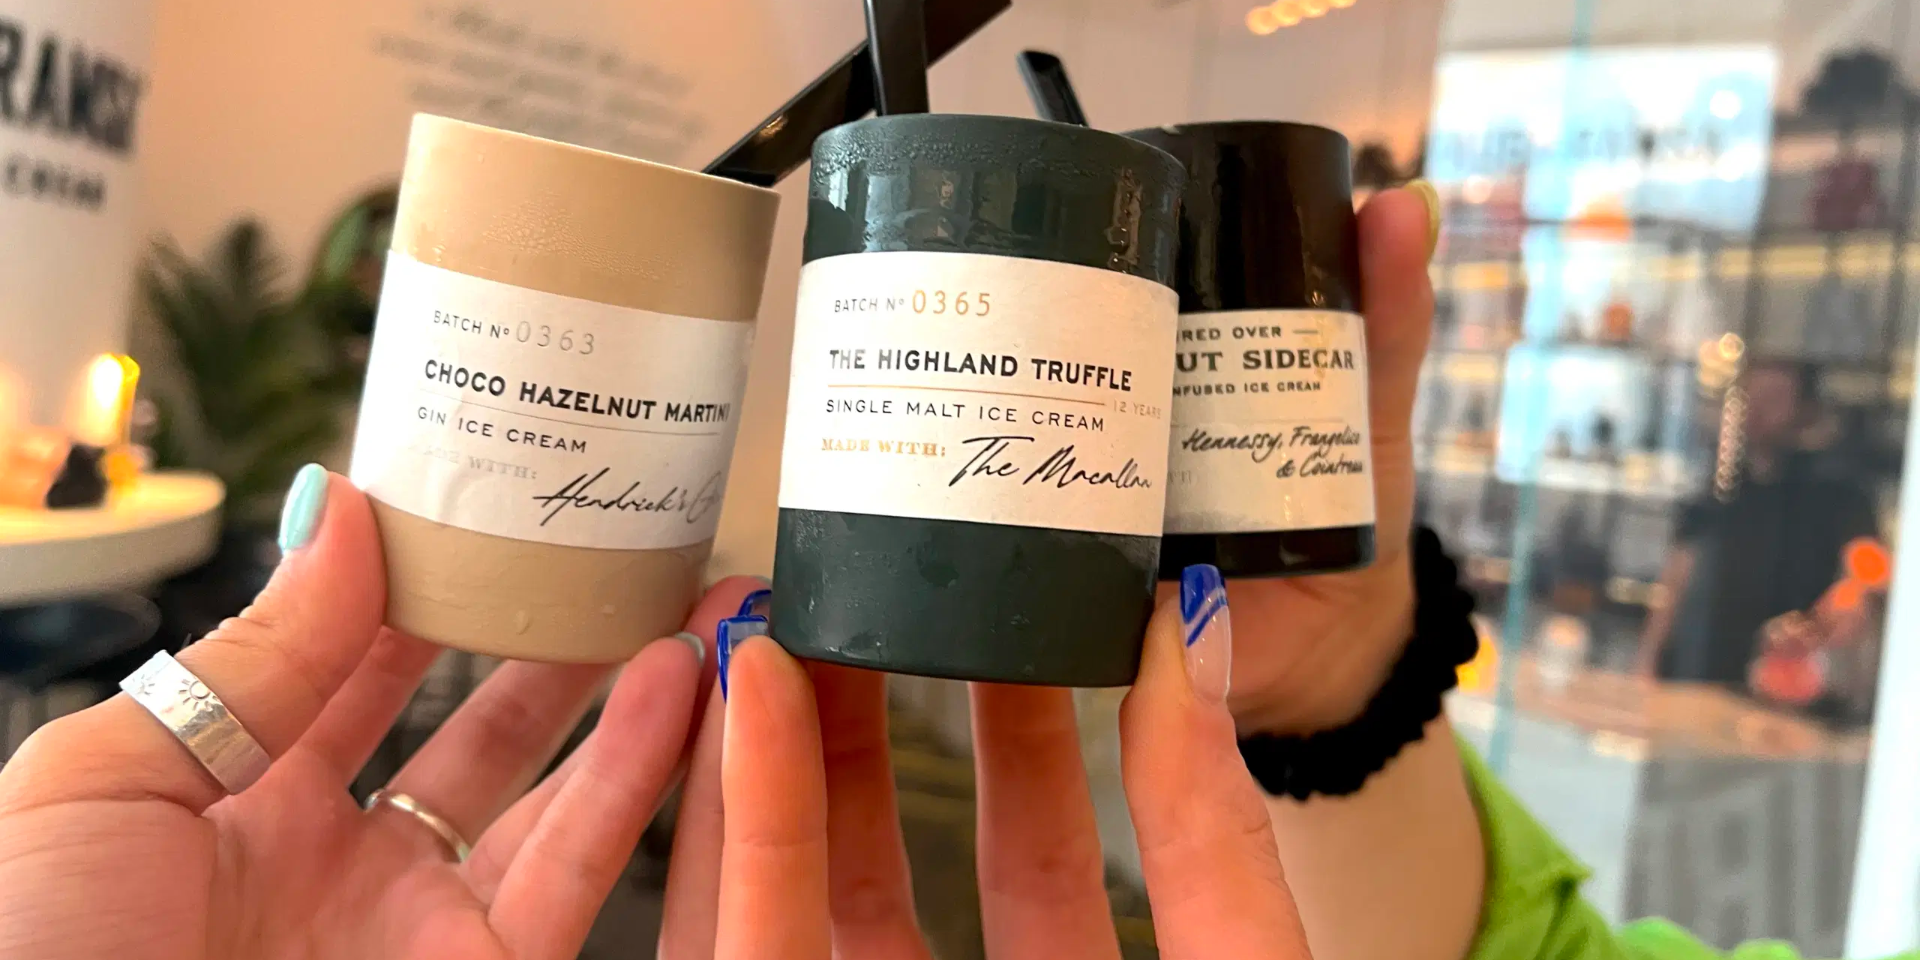 BATCH Nº 0363
CHOCO HAZELNUT MARTINI
GIN ICE CREAM
MADE WITH:
Hendrick's
BATCH Nº 0365
THE HIGHLAND TRUFFLE
12 YEARS
SINGLE MALT ICE CREAM
MADE WITH: The Macallan
RED OVER
UT SIDECAR
NFUSED ICE CREAM
Hennessy, Frangelico
& Cointreau
CREAM